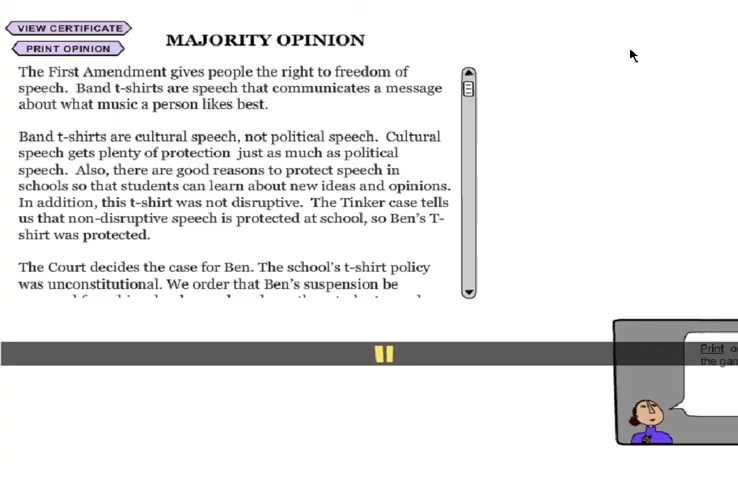 VIEW CERTIFICATE
PRINT OPINION
MAJORITY OPINION
The First Amendment gives people the right to freedom of
speech.  Band t-shirts are speech that communicates a message
about what music a person likes best.
Band t-shirts are cultural speech, not political speech.  Cultural
speech gets plenty of protection  just as much as political
speech.  Also, there are good reasons to protect speech in
schools so that students can learn about new ideas and opinions.
In addition, this t-shirt was not disruptive.  The Tinker case tells
us that non-disruptive speech is protected at school, so Ben's T-
shirt was protected.
The Court decides the case for Ben. The school's t-shirt policy
was unconstitutional. We order that Ben's suspension be
Print
the